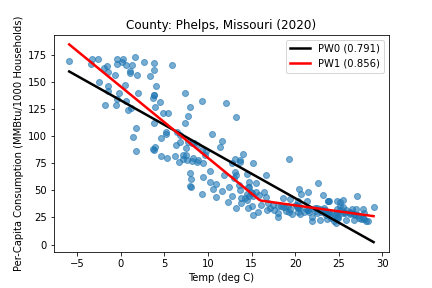 County: Phelps, Missouri (2020)
PW0 (0.791)
PW1 (0.856)
Per-Capita Consumption (MMBtu/1000 Households)
175
150
125
100
75
50
25
0
−5 0 5 10 15 20 25 30
Temp (deg C)